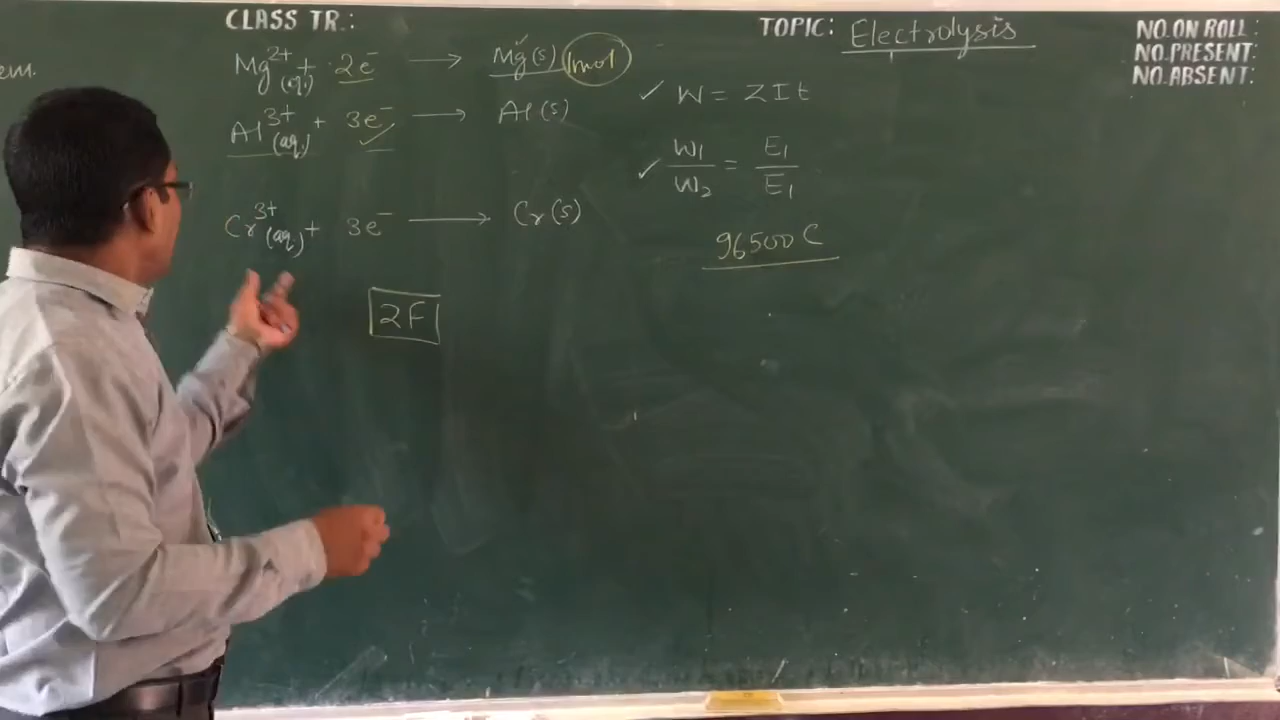 CLASS TR.:
TOPIC: Electrolysis
NO. ON ROLL:
NO. PRESENT:
NO. ABSENT:
em.
Mg²⁺(aq.) + 2e⁻ ⟶ Mg(s) 1mol
Al³⁺(aq.) + 3e⁻ ⟶ Al(s)
Cr³⁺(aq.) + 3e⁻ ⟶ Cr(s)
2F
✓ W = ZIt
✓ W₁/W₂ = E₁/E₁
96500 C